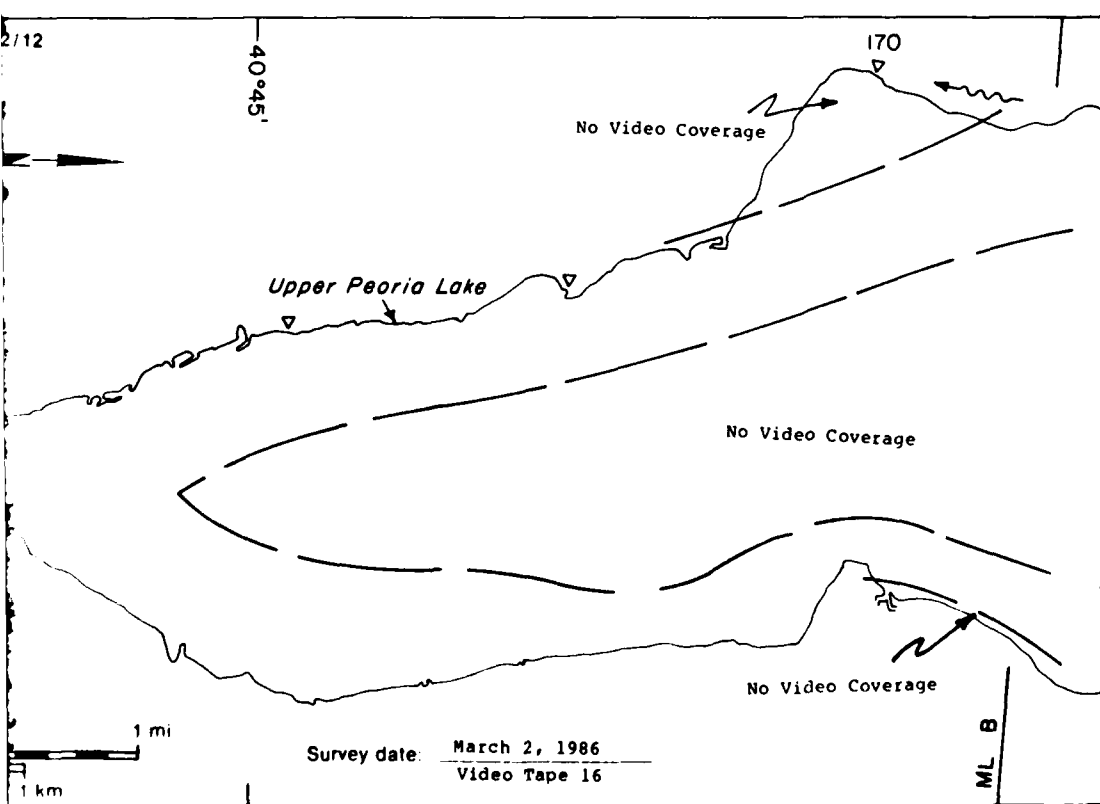 2/12
40°45'
170
No Video Coverage
Upper Peoria Lake
No Video Coverage
No Video Coverage
1 mi
1 km
Survey date: March 2, 1986
Video Tape 16
ML B